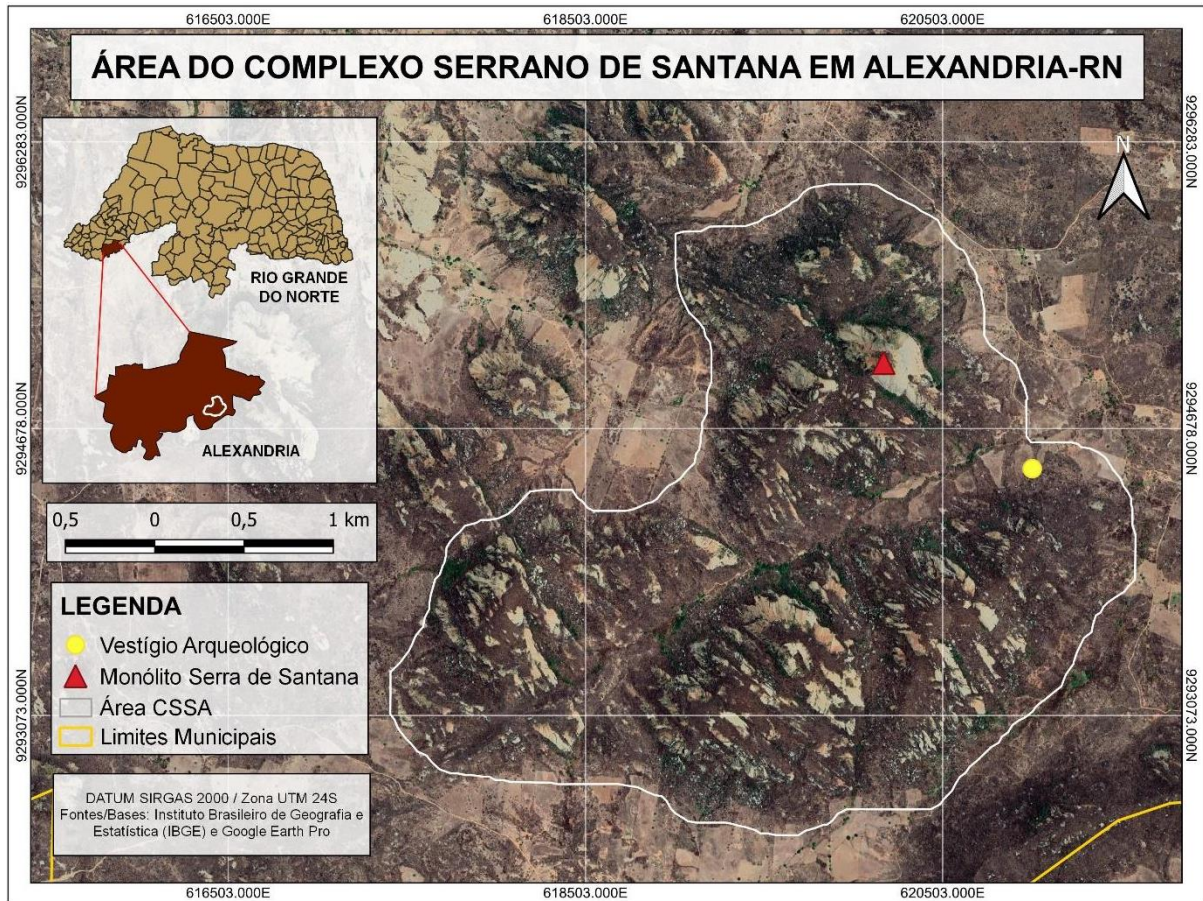 616503.000E
618503.000E
620503.000E
ÁREA DO COMPLEXO SERRANO DE SANTANA EM ALEXANDRIA-RN
9296283.000N
9296283.000N
N
RIO GRANDE
DO NORTE
ALEXANDRIA
9294678.000N
9294678.000N
0,5 0 0,5 1 km
LEGENDA
Vestígio Arqueológico
Monólito Serra de Santana
Área CSSA
Limites Municipais
9293073.000N
9293073.000N
DATUM SIRGAS 2000 / Zona UTM 24S
Fontes/Bases: Instituto Brasileiro de Geografia e
Estatística (IBGE) e Google Earth Pro
616503.000E
618503.000E
620503.000E